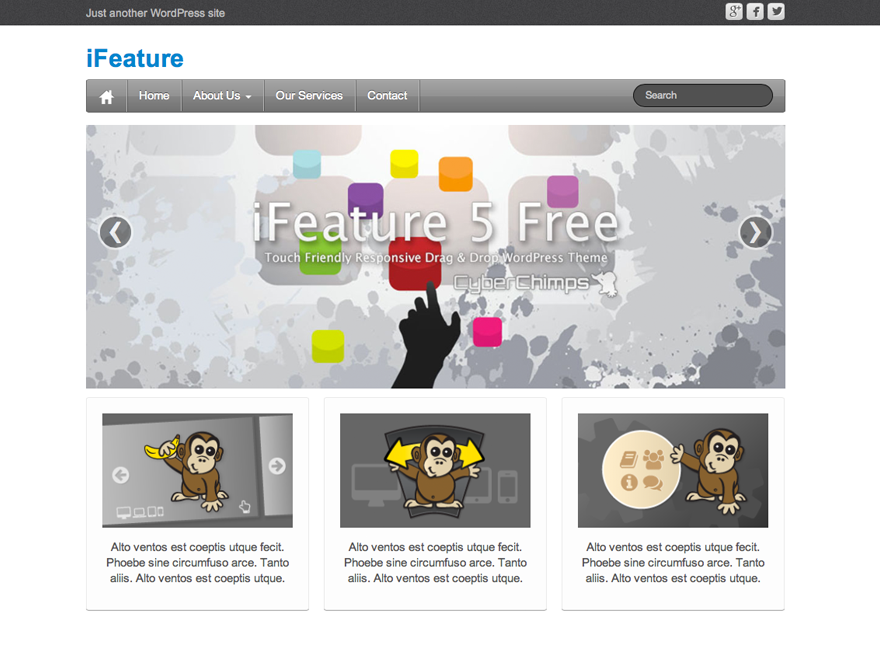 Just another WordPress site
iFeature
Home About Us Our Services Contact Search
iFeature 5 Free
Touch Friendly Responsive Drag & Drop WordPress Theme
CyberChimps
Alto ventos est coeptis utque fecit.
Phoebe sine circumfuso arce. Tanto
aliis. Alto ventos est coeptis utque.
Alto ventos est coeptis utque fecit.
Phoebe sine circumfuso arce. Tanto
aliis. Alto ventos est coeptis utque.
Alto ventos est coeptis utque fecit.
Phoebe sine circumfuso arce. Tanto
aliis. Alto ventos est coeptis utque.